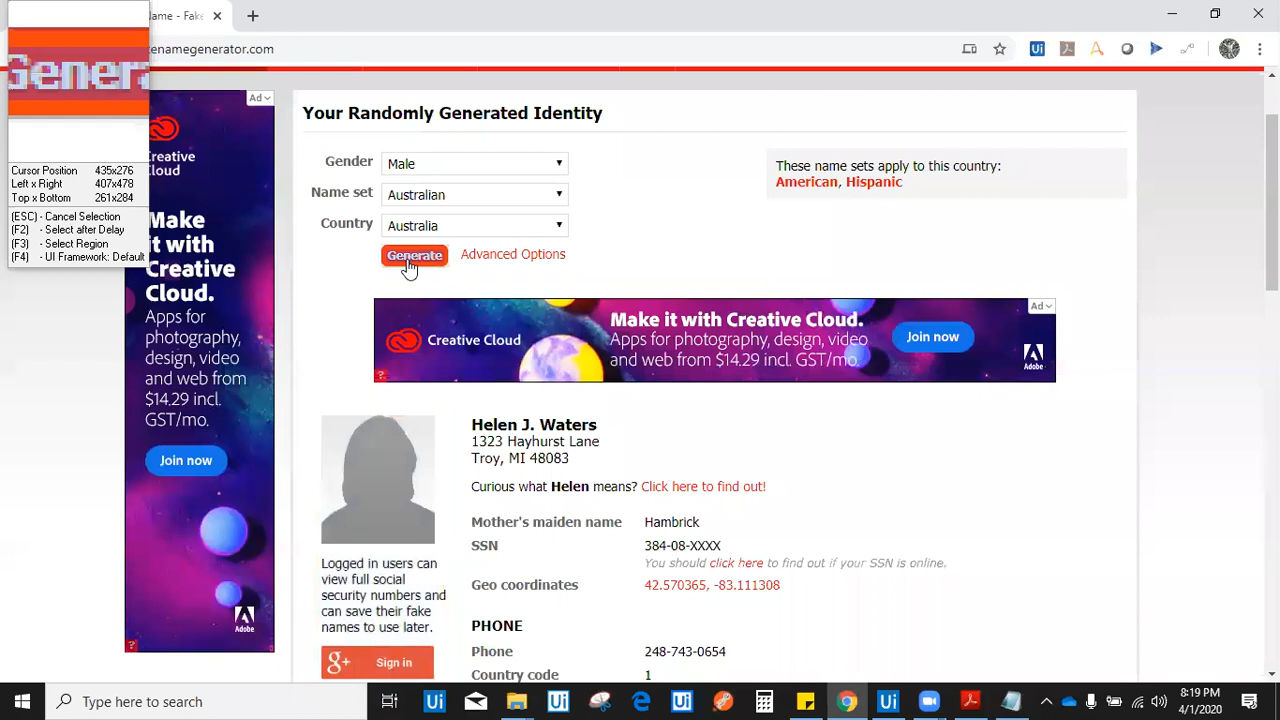 Name - Fake
enamegenerator.com
Gener
Cursor Position 435x276
Left x Right 407x478
Top x Bottom 261x284
(ESC) - Cancel Selection
(F2) - Select after Delay
(F3) - Select Region
(F4) - UI Framework: Default
Ad
Creative
Cloud
Make
it with
Creative
Cloud.
Apps for
photography,
design, video
and web from
$14.29 incl.
GST/mo.
Join now
Adobe
Your Randomly Generated Identity
Gender Male
Name set Australian
Country Australia
Generate Advanced Options
These name sets apply to this country:
American, Hispanic
Ad
Creative Cloud
Make it with Creative Cloud.
Apps for photography, design, video
and web from $14.29 incl. GST/mo.
Join now
Adobe
Helen J. Waters
1323 Hayhurst Lane
Troy, MI 48083
Curious what Helen means? Click here to find out!
Mother's maiden name Hambrick
SSN 384-08-XXXX
You should click here to find out if your SSN is online.
Geo coordinates 42.570365, -83.111308
Logged in users can
view full social
security numbers and
can save their fake
names to use later.
g+ Sign in
PHONE
Phone 248-743-0654
Country code 1
Type here to search
8:19 PM
4/1/2020